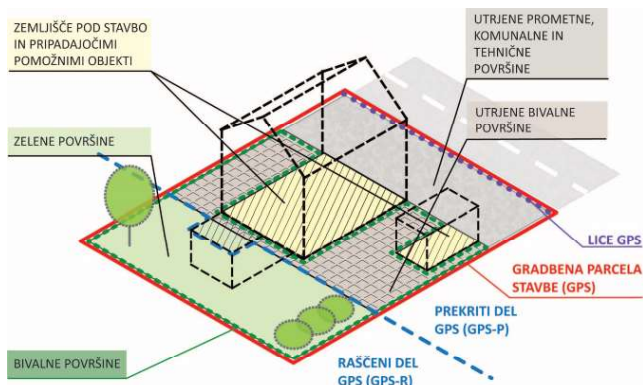 ZEMLJIŠČE POD STAVBO
IN PRIPADAJOČIMI
POMOŽNIMI OBJEKTI
UTRJENE PROMETNE,
KOMUNALNE IN
TEHNIČNE
POVRŠINE
UTRJENE BIVALNE
POVRŠINE
ZELENE POVRŠINE
LICE GPS
GRADBENA PARCELA
STAVBE (GPS)
PREKRITI DEL
GPS (GPS-P)
BIVALNE POVRŠINE
RAŠČENI DEL
GPS (GPS-R)